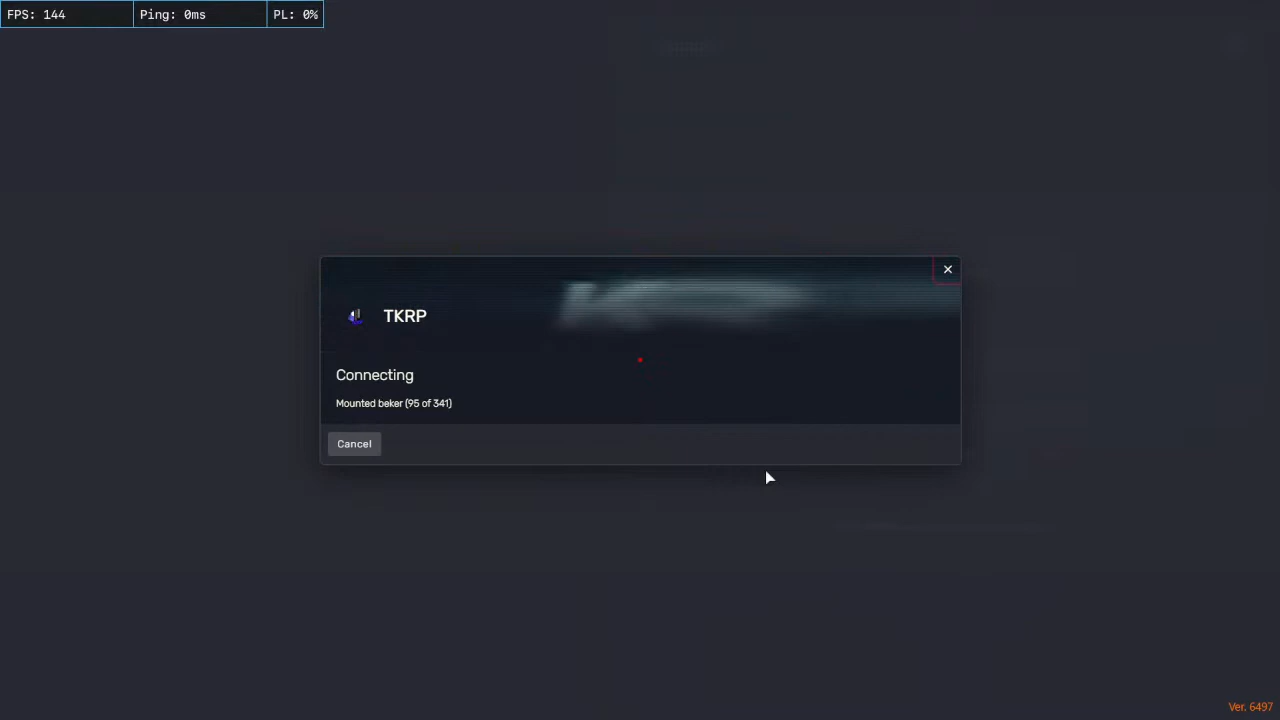 FPS: 144 Ping: 0ms PL: 0%
TKRP
Connecting
Mounted beker (95 of 341)
Cancel
Ver. 6497